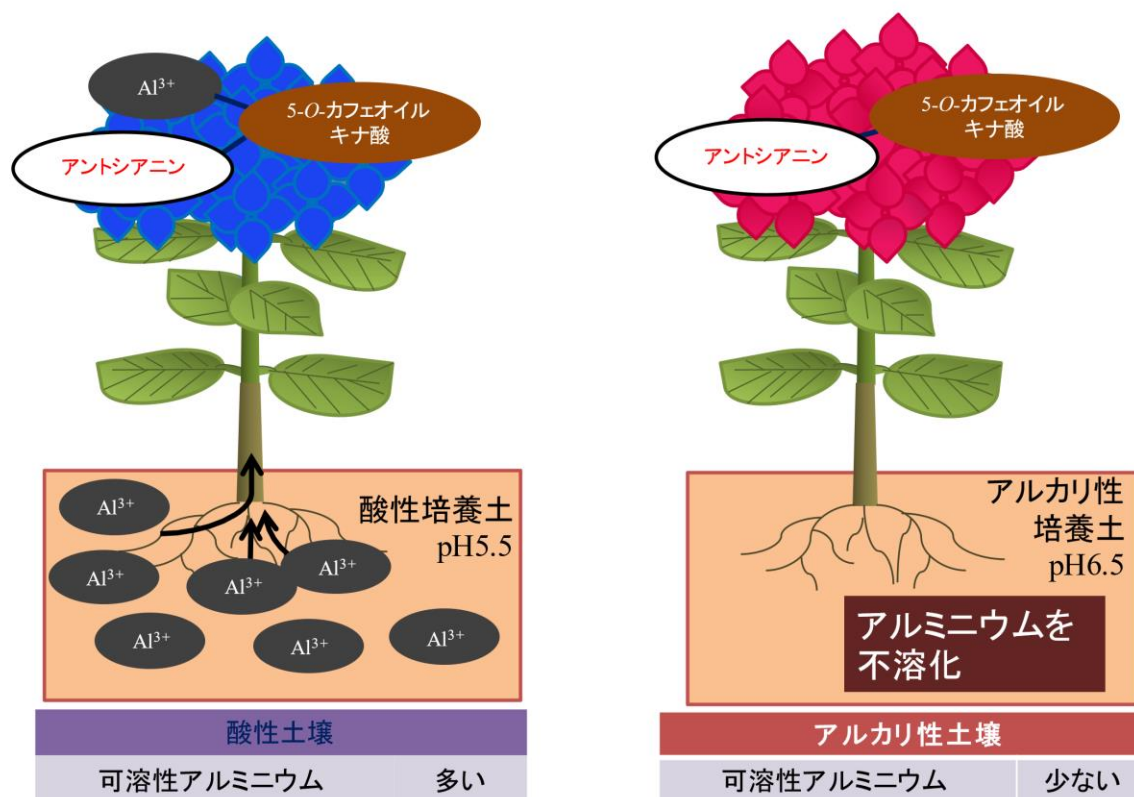 Al³⁺
5-O-カフェオイル
キナ酸
アントシアニン
Al³⁺
Al³⁺
Al³⁺
Al³⁺
Al³⁺
Al³⁺
Al³⁺
酸性培養土
pH5.5
酸性土壌
可溶性アルミニウム 多い
5-O-カフェオイル
キナ酸
アントシアニン
アルカリ性
培養土
pH6.5
アルミニウムを
不溶化
アルカリ性土壌
可溶性アルミニウム 少ない